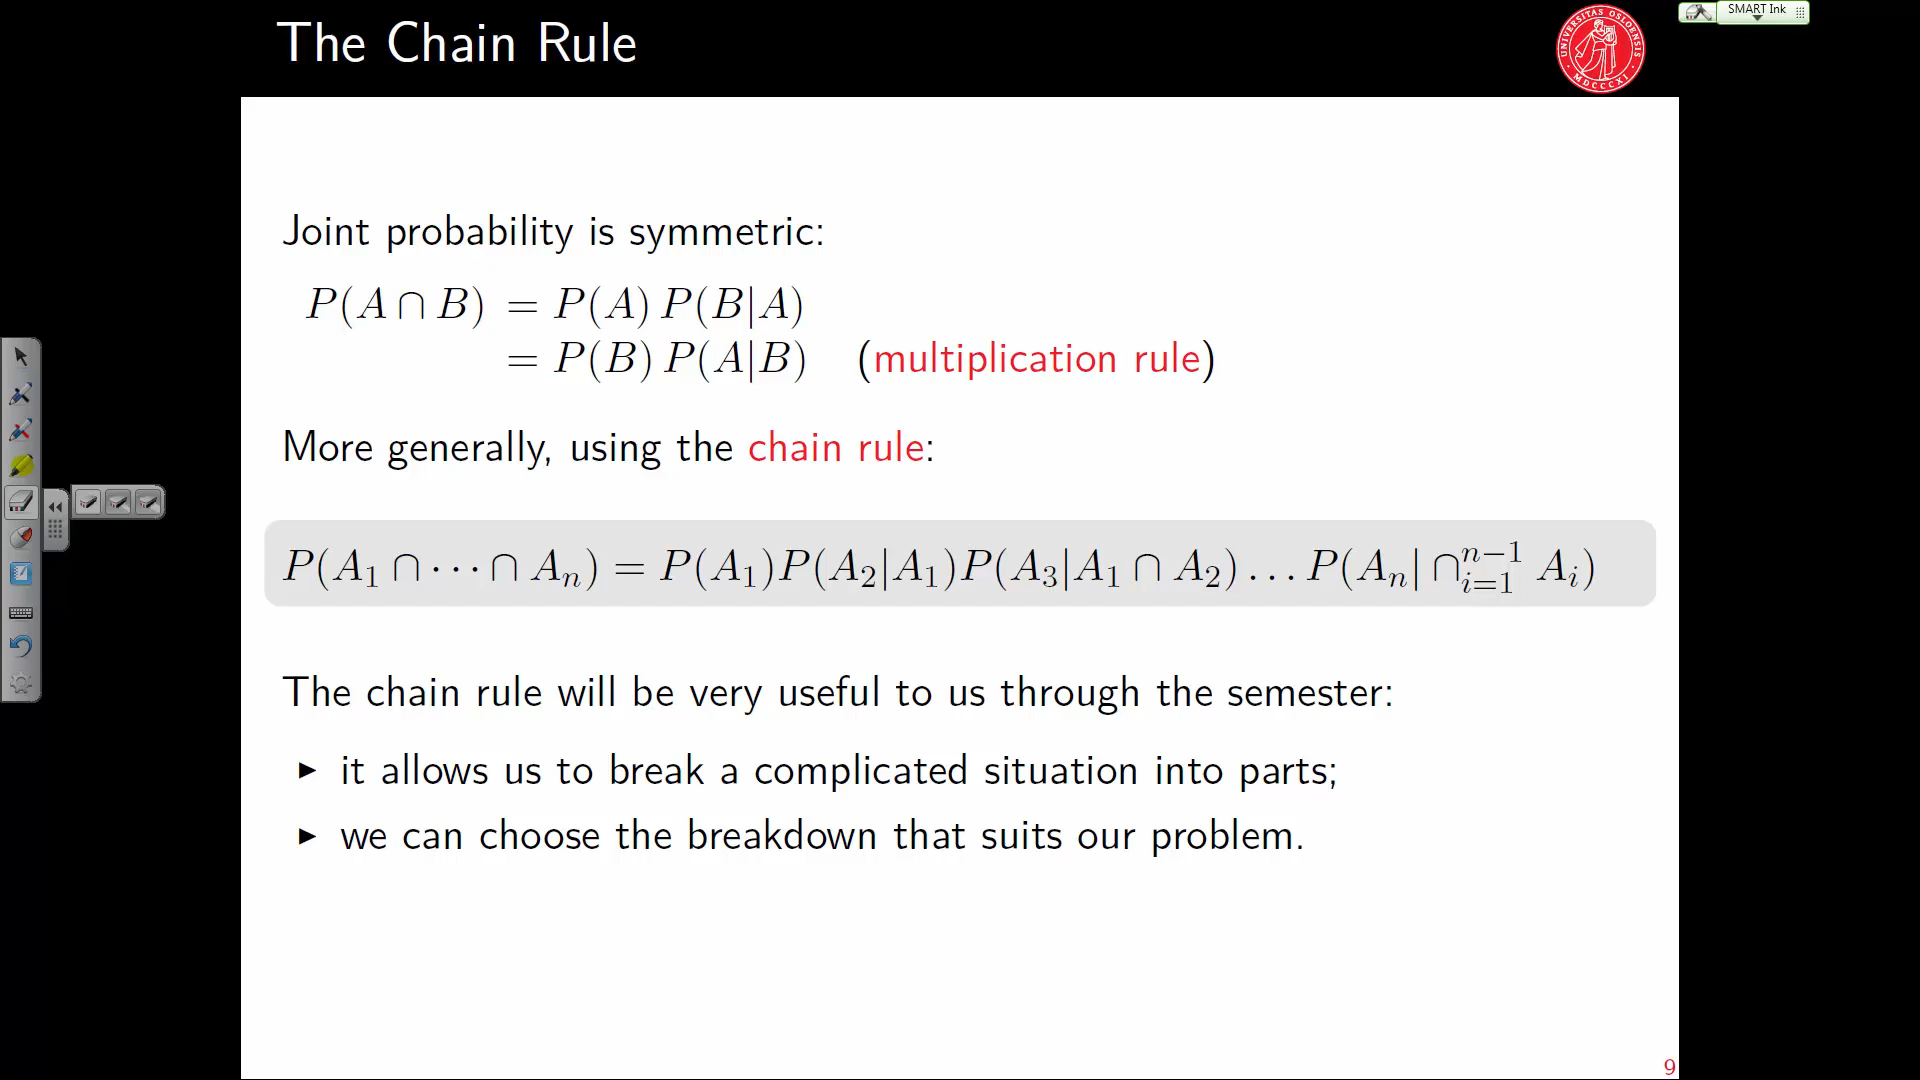 The Chain Rule
UNIVERSITAS OSLOENSIS
MDCCCXI
SMART Ink
Joint probability is symmetric:
P(A ∩ B) = P(A) P(B|A)
= P(B) P(A|B) (multiplication rule)
More generally, using the chain rule:
P(A₁ ∩ ⋯ ∩ Aₙ) = P(A₁)P(A₂|A₁)P(A₃|A₁ ∩ A₂) … P(Aₙ| ∩ᵢ₌₁ⁿ⁻¹ Aᵢ)
The chain rule will be very useful to us through the semester:
▶ it allows us to break a complicated situation into parts;
▶ we can choose the breakdown that suits our problem.
9